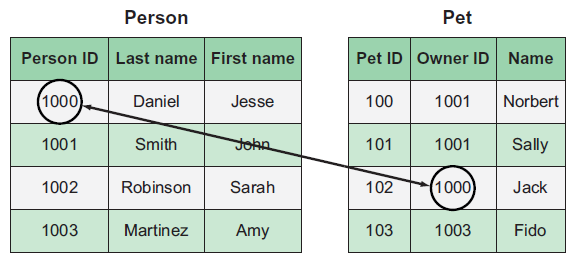 Person Pet
Person ID Last name First name Pet ID Owner ID Name
1000 Daniel Jesse 100 1001 Norbert
1001 Smith John 101 1001 Sally
1002 Robinson Sarah 102 1000 Jack
1003 Martinez Amy 103 1003 Fido